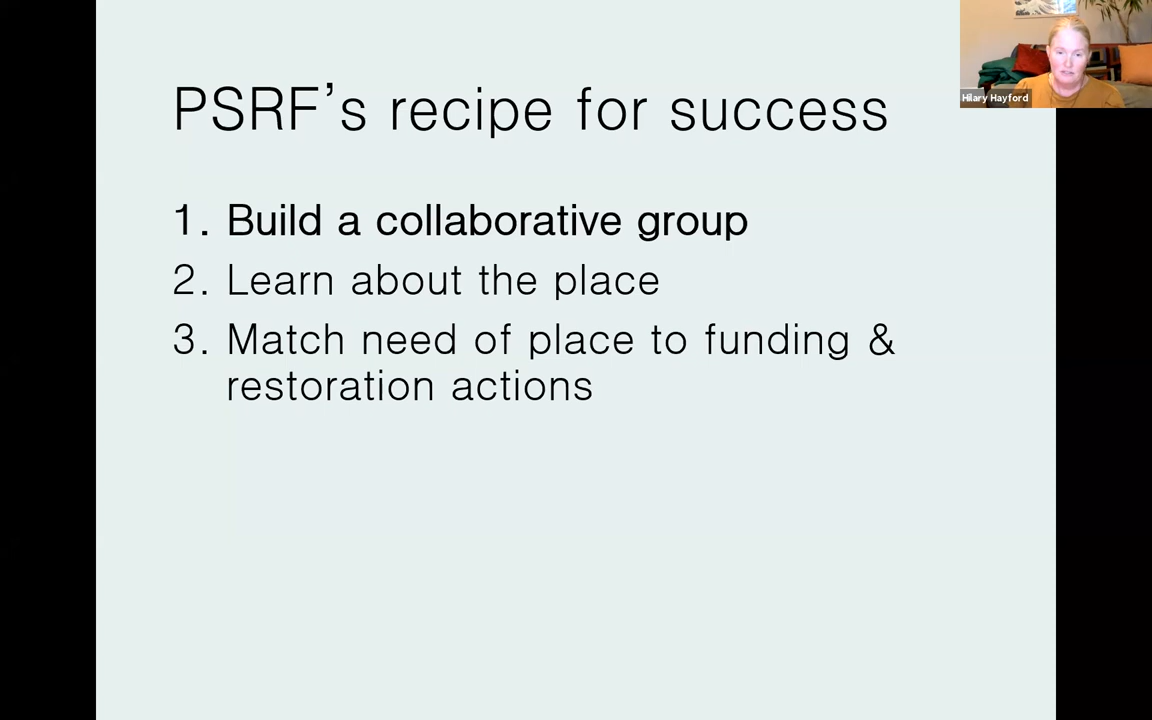 PSRF's recipe for success
Hilary Hayford
1. Build a collaborative group
2. Learn about the place
3. Match need of place to funding &
restoration actions